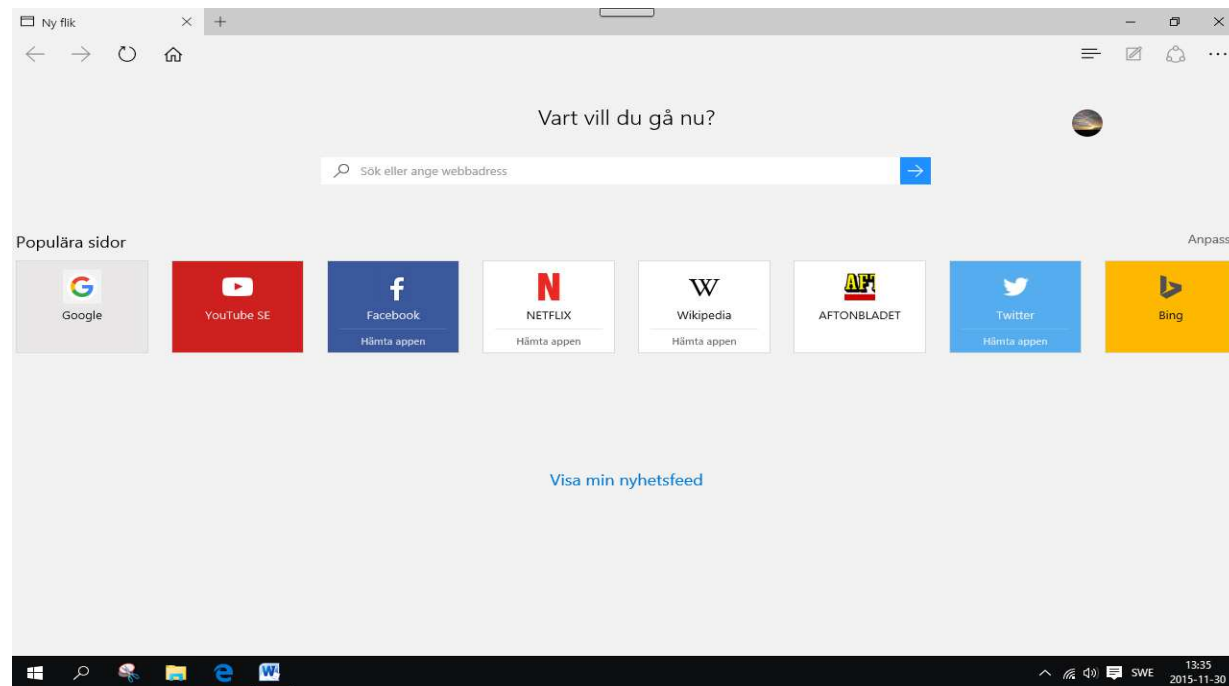 Ny flik
Vart vill du gå nu?
Sök eller ange webbadress
Populära sidor
Anpass
Google
YouTube SE
Facebook
Hämta appen
NETFLIX
Hämta appen
Wikipedia
Hämta appen
AFTONBLADET
Twitter
Hämta appen
Bing
Visa min nyhetsfeed
SWE
13:35
2015-11-30